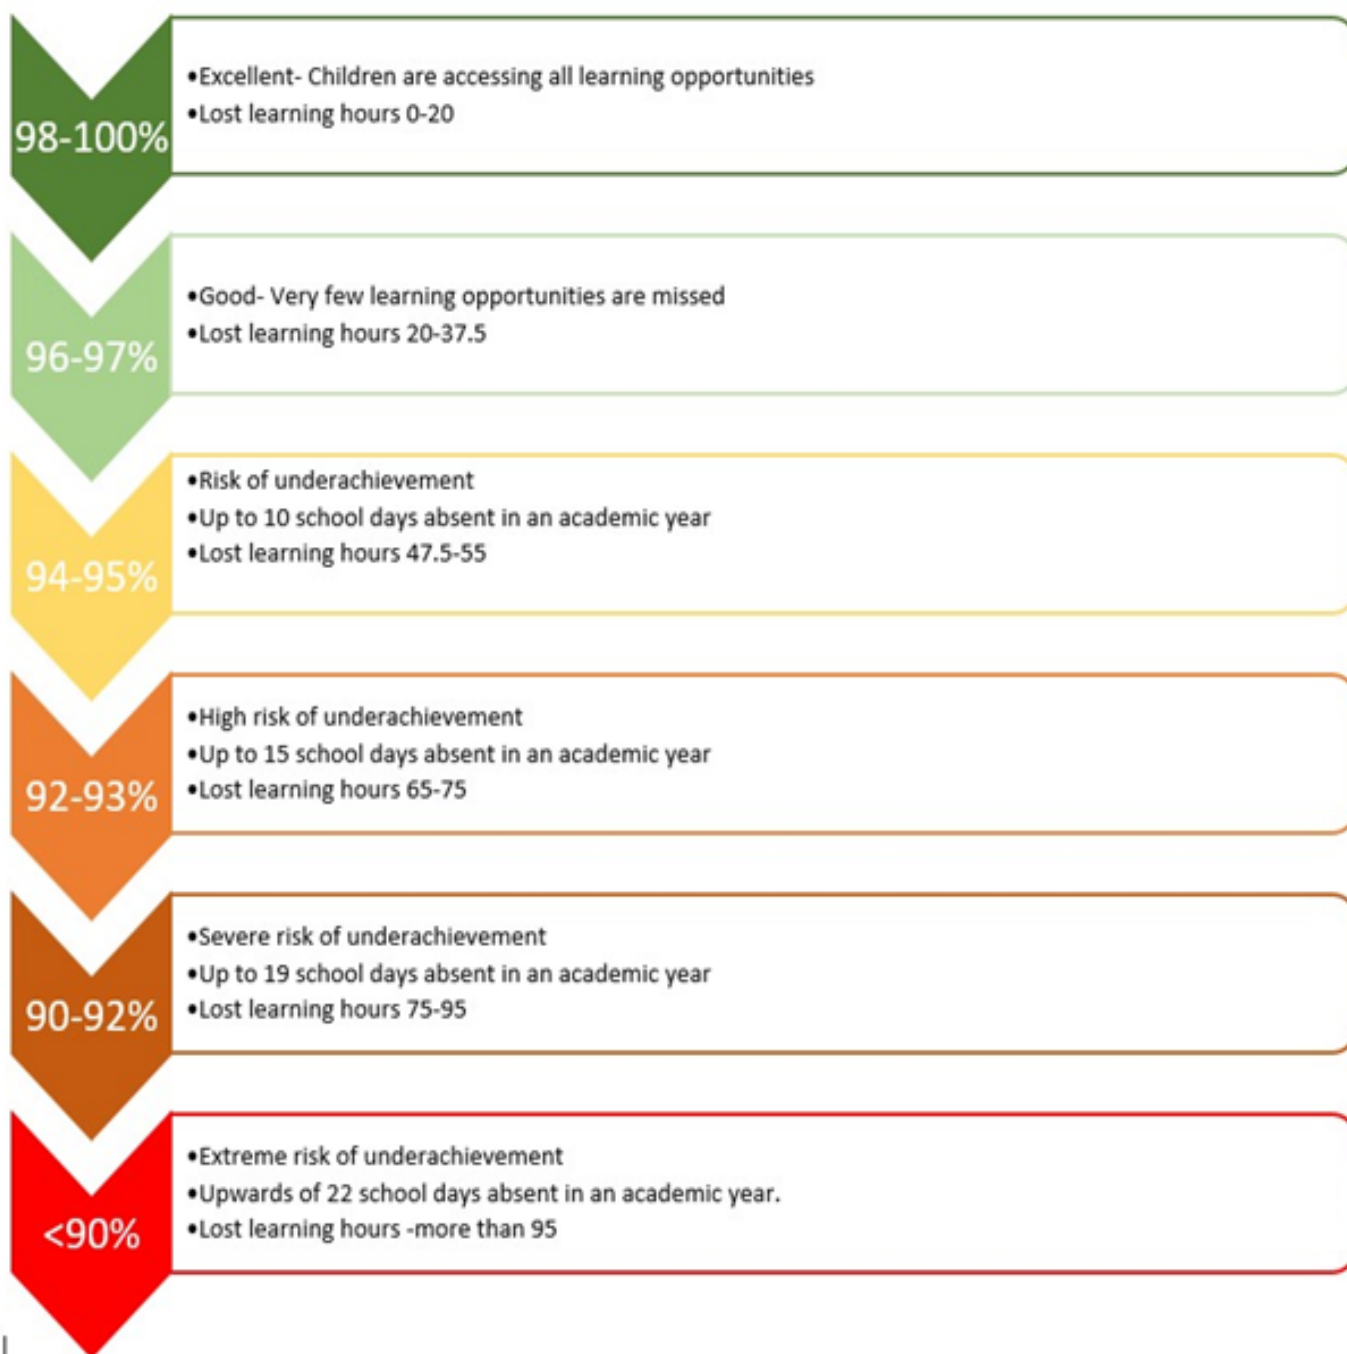 98-100%
•Excellent- Children are accessing all learning opportunities
•Lost learning hours 0-20
96-97%
•Good- Very few learning opportunities are missed
•Lost learning hours 20-37.5
94-95%
•Risk of underachievement
•Up to 10 school days absent in an academic year
•Lost learning hours 47.5-55
92-93%
•High risk of underachievement
•Up to 15 school days absent in an academic year
•Lost learning hours 65-75
90-92%
•Severe risk of underachievement
•Up to 19 school days absent in an academic year
•Lost learning hours 75-95
<90%
•Extreme risk of underachievement
•Upwards of 22 school days absent in an academic year.
•Lost learning hours -more than 95